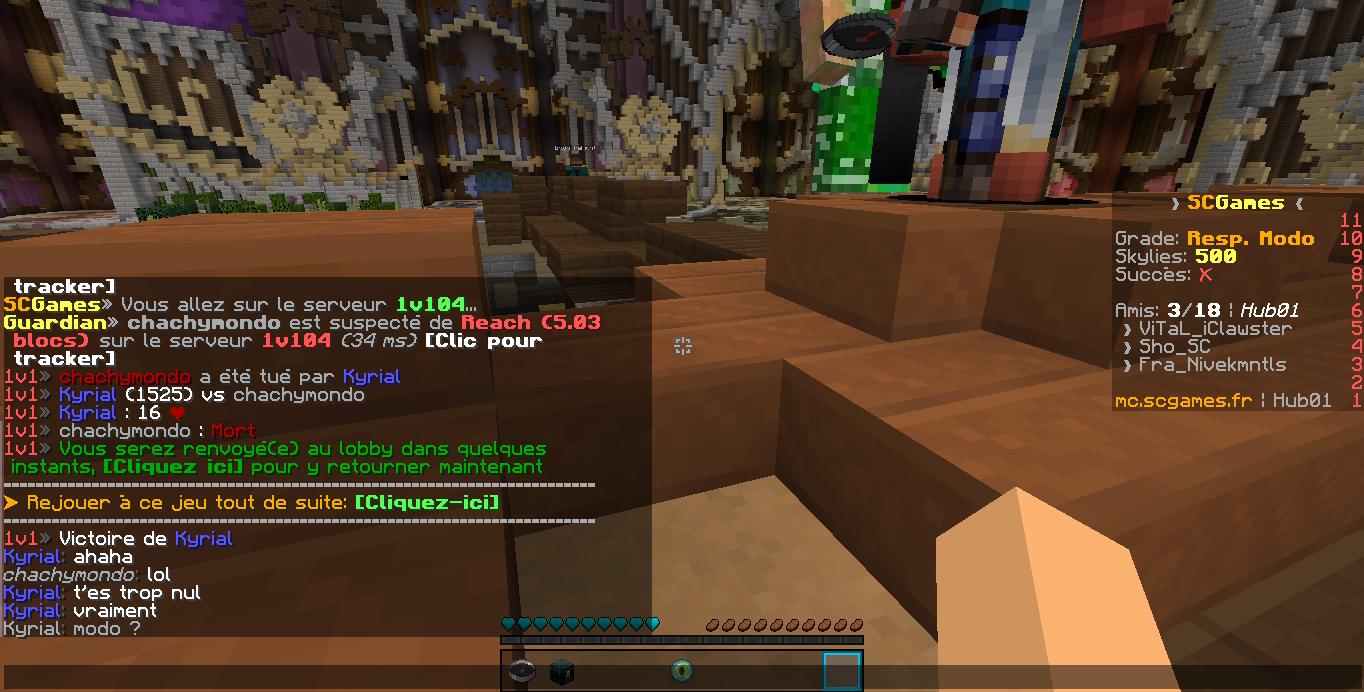 tracker]
SCGames» Vous allez sur le serveur 1v104...
Guardian» chachymondo est suspecté de Reach (5.03
blocs) sur le serveur 1v104 (34 ms) [Clic pour
tracker]
1v1» chachymondo a été tué par Kyrial
1v1» Kyrial (1525) vs chachymondo
1v1» Kyrial : 16 ❤
1v1» chachymondo : Mort
1v1» Vous serez renvoyé(e) au lobby dans quelques
instants, [Cliquez ici] pour y retourner maintenant
➤ Rejouer à ce jeu tout de suite: [Cliquez-ici]
1v1» Victoire de Kyrial
Kyrial: ahaha
chachymondo: lol
Kyrial: t'es trop nul
Kyrial: vraiment
Kyrial: modo ?
》 SCGames 《
11
Grade: Resp. Modo 10
Skylies: 500 9
Succès: ✗ 8
7
Amis: 3/18 ¦ Hub01 6
》 ViTaL_iClawster 5
》 Sho_SC 4
》 Fra_Nivekmntls 3
2
mc.scgames.fr ¦ Hub01 1